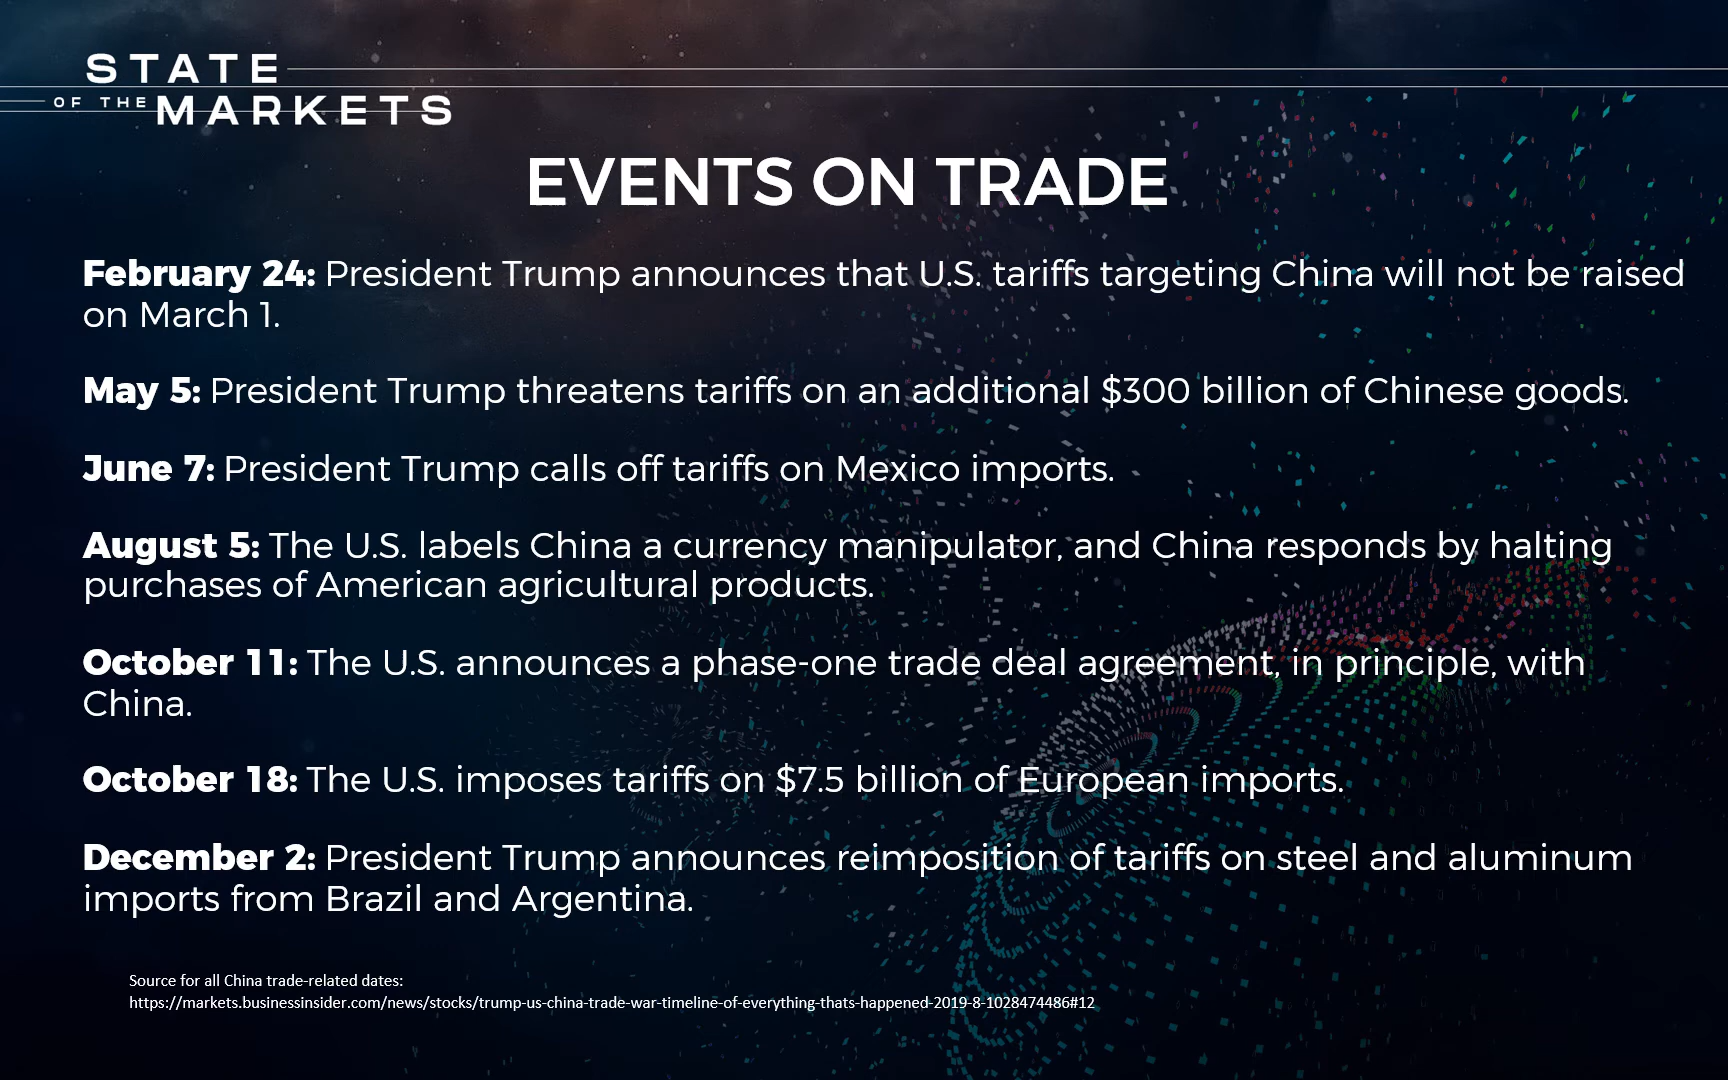 STATE
OF THE MARKETS
EVENTS ON TRADE
February 24: President Trump announces that U.S. tariffs targeting China will not be raised
on March 1.
May 5: President Trump threatens tariffs on an additional $300 billion of Chinese goods.
June 7: President Trump calls off tariffs on Mexico imports.
August 5: The U.S. labels China a currency manipulator, and China responds by halting
purchases of American agricultural products.
October 11: The U.S. announces a phase-one trade deal agreement, in principle, with
China.
October 18: The U.S. imposes tariffs on $7.5 billion of European imports.
December 2: President Trump announces reimposition of tariffs on steel and aluminum
imports from Brazil and Argentina.
Source for all China trade-related dates:
https://markets.businessinsider.com/news/stocks/trump-us-china-trade-war-timeline-of-everything-thats-happened-2019-8-1028474486#12